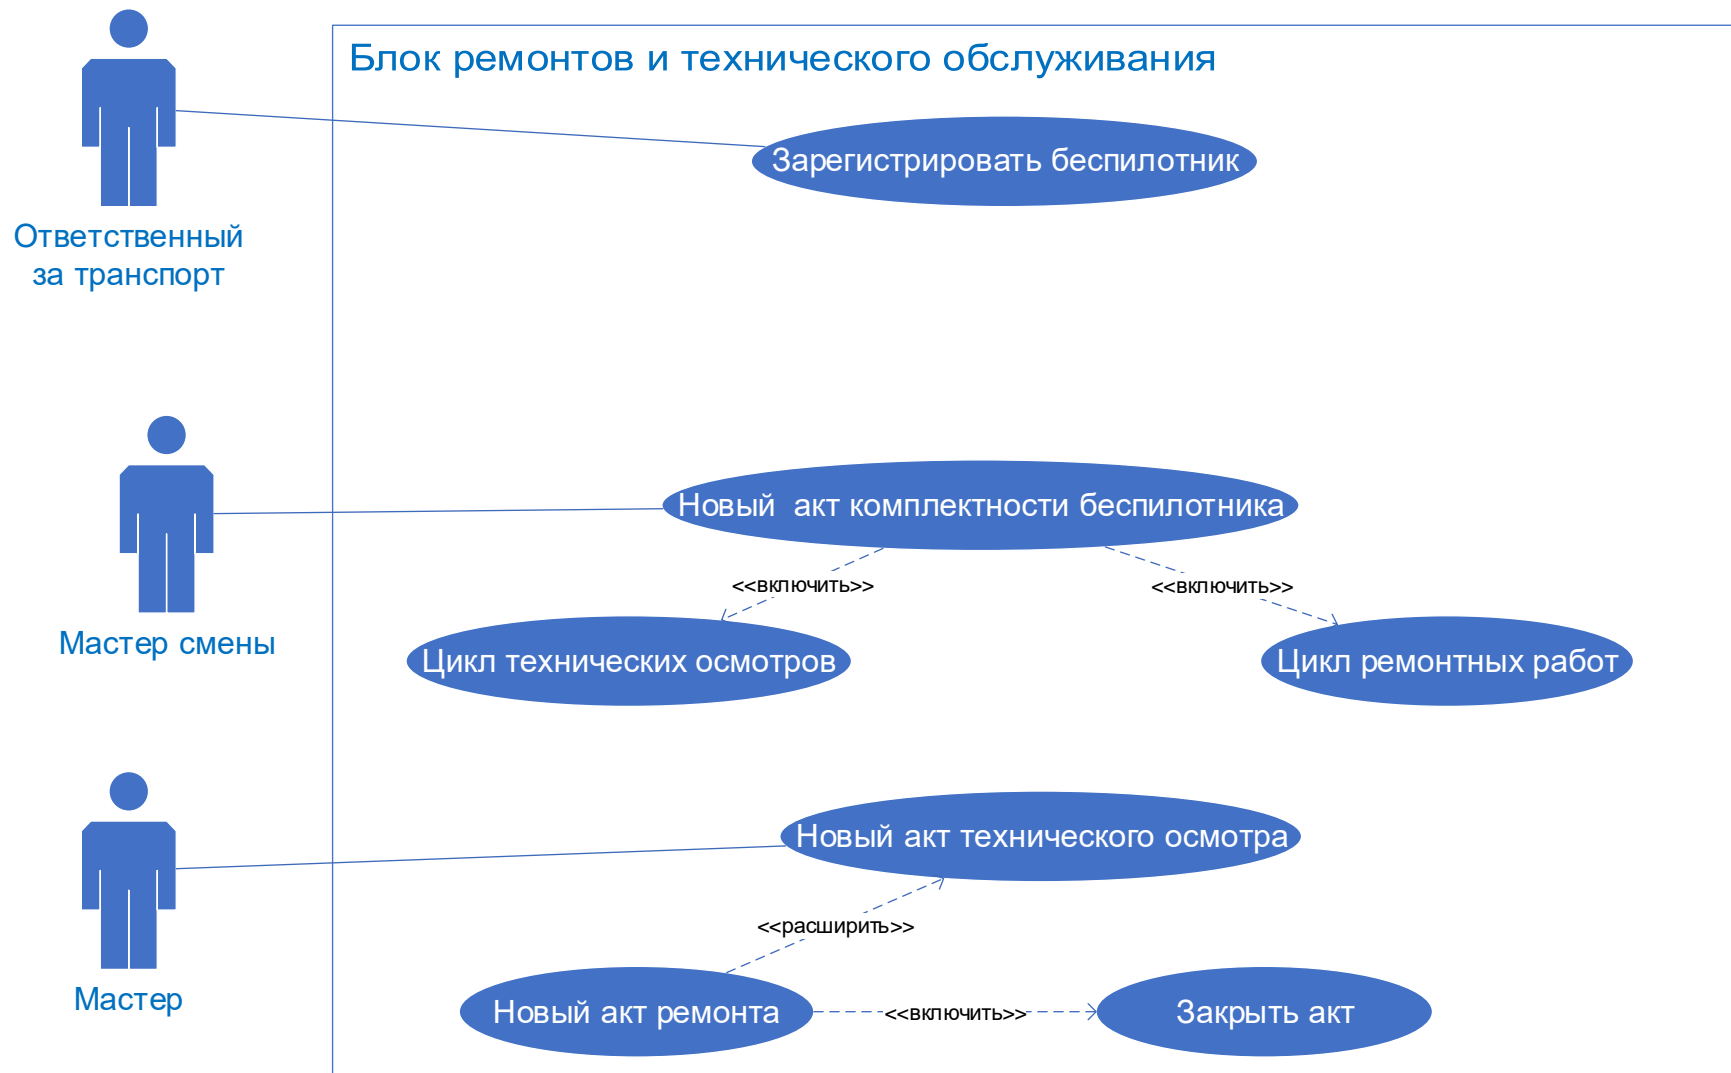 Блок ремонтов и технического обслуживания
Зарегистрировать беспилотник
Ответственный
за транспорт
Новый  акт комплектности беспилотника
<<включить>>
<<включить>>
Мастер смены
Цикл технических осмотров
Цикл ремонтных работ
Новый акт технического осмотра
<<расширить>>
Мастер
Новый акт ремонта
<<включить>>
Закрыть акт